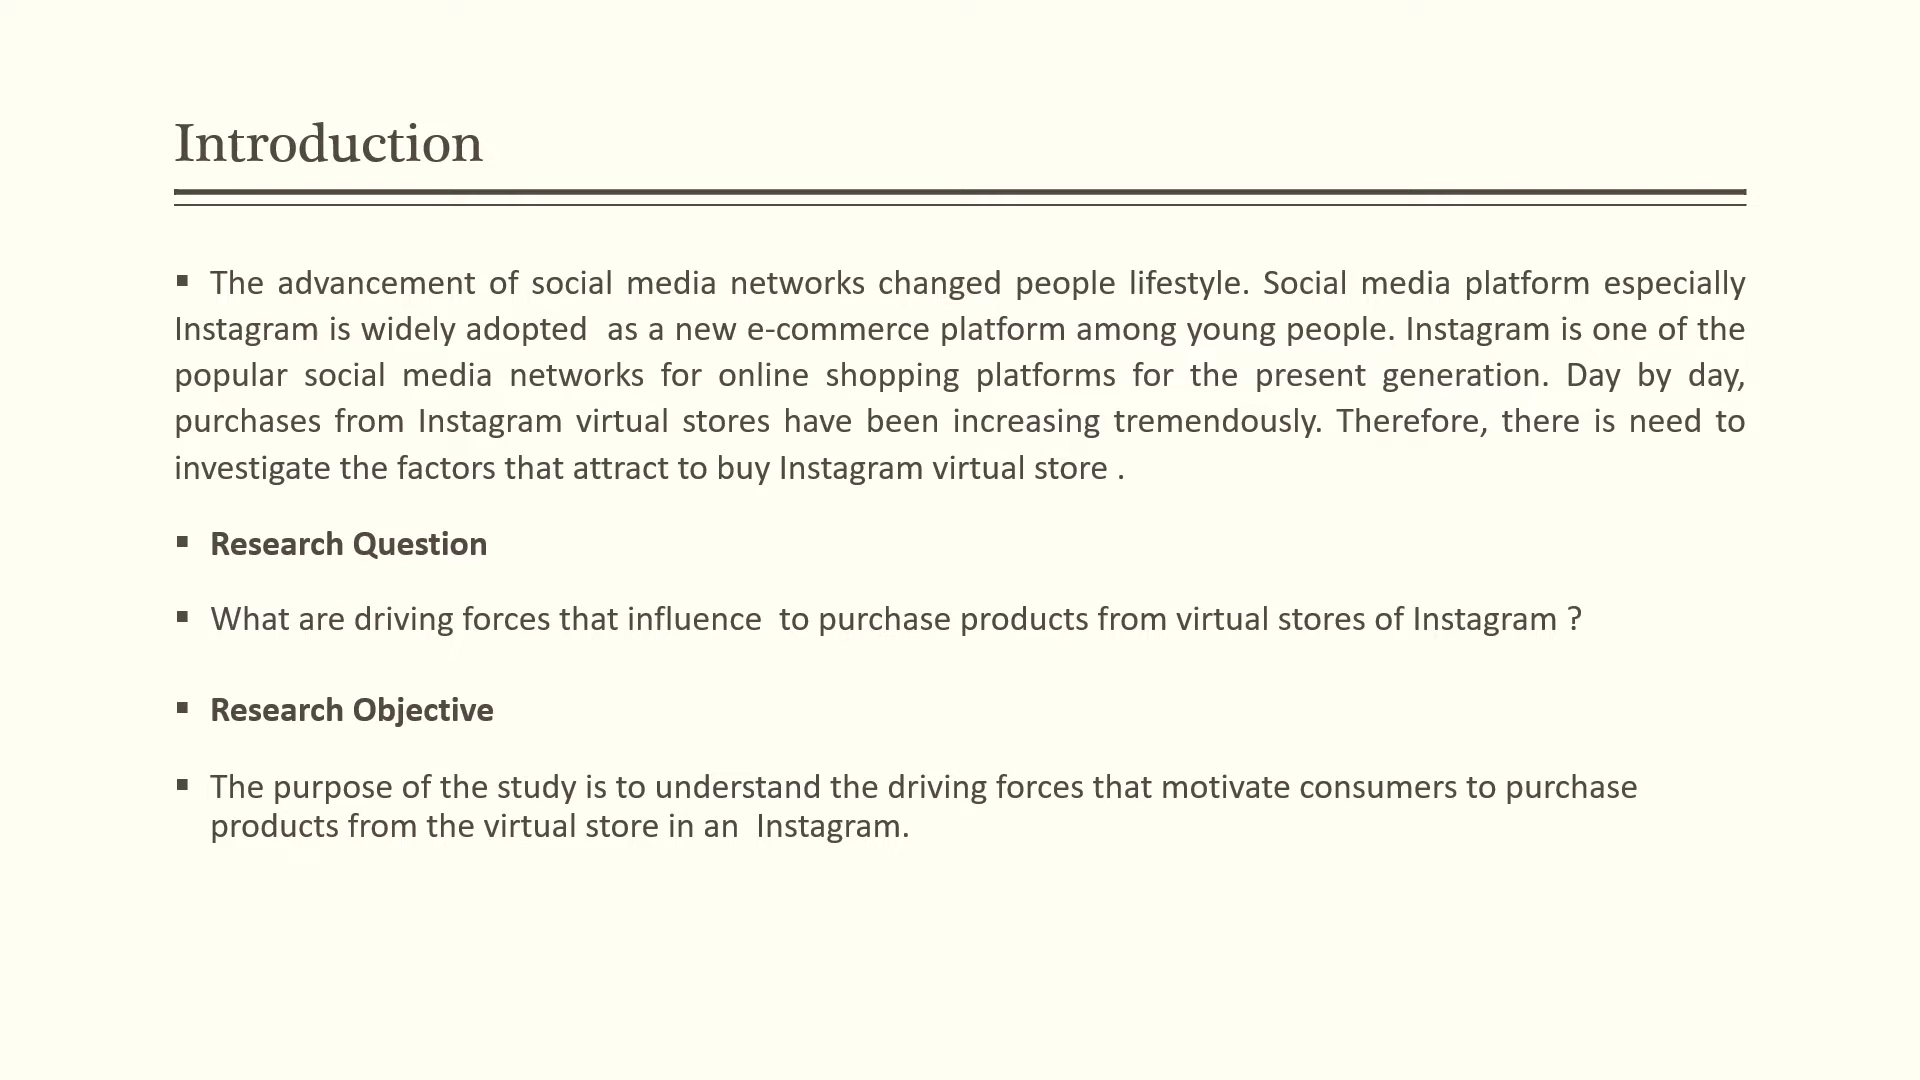 Introduction
▪ The advancement of social media networks changed people lifestyle. Social media platform especially
Instagram is widely adopted  as a new e-commerce platform among young people. Instagram is one of the
popular social media networks for online shopping platforms for the present generation. Day by day,
purchases from Instagram virtual stores have been increasing tremendously. Therefore, there is need to
investigate the factors that attract to buy Instagram virtual store .
▪ Research Question
▪ What are driving forces that influence  to purchase products from virtual stores of Instagram ?
▪ Research Objective
▪ The purpose of the study is to understand the driving forces that motivate consumers to purchase
products from the virtual store in an  Instagram.